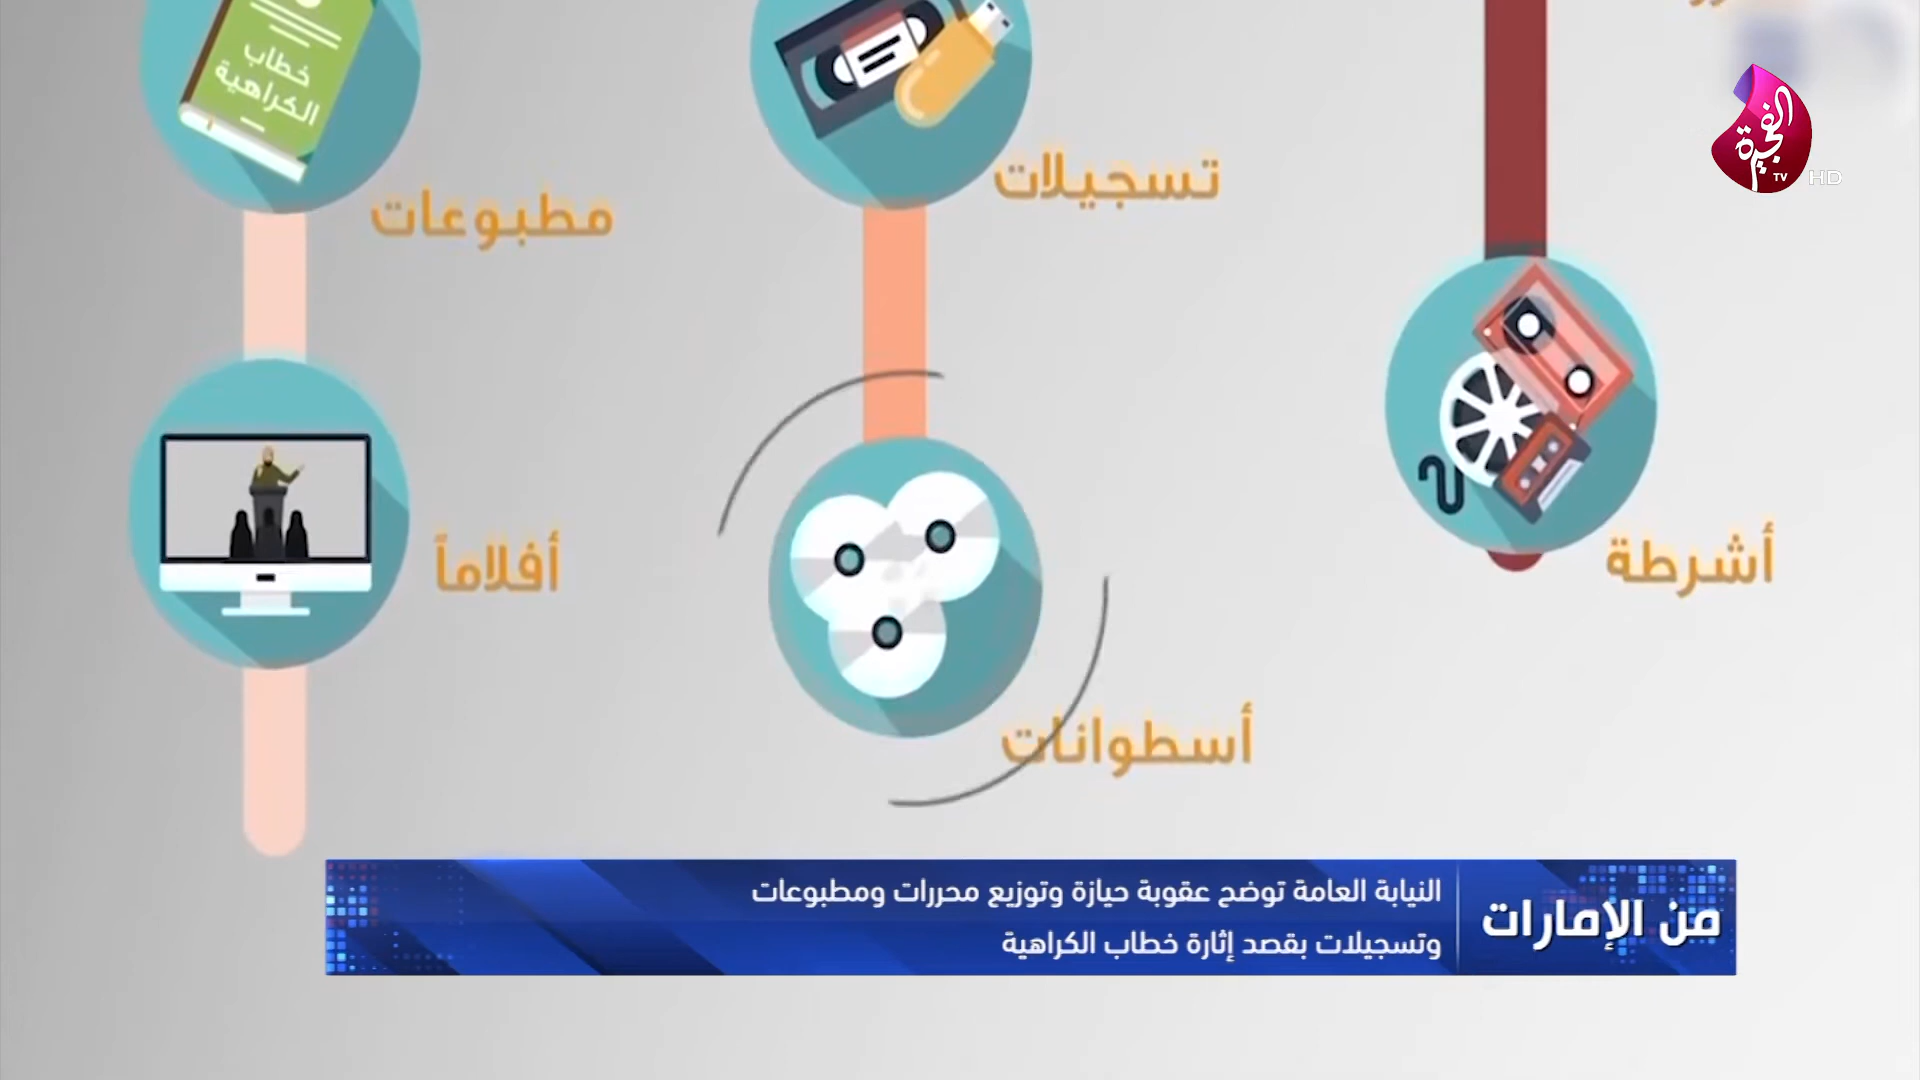 الفجيرة
TV HD
خطاب
الكراهية
تسجيلات
مطبوعات
أشرطة
أفلاماً
أسطوانات
من الإمارات
النيابة العامة توضح عقوبة حيازة وتوزيع محررات ومطبوعات
وتسجيلات بقصد إثارة خطاب الكراهية